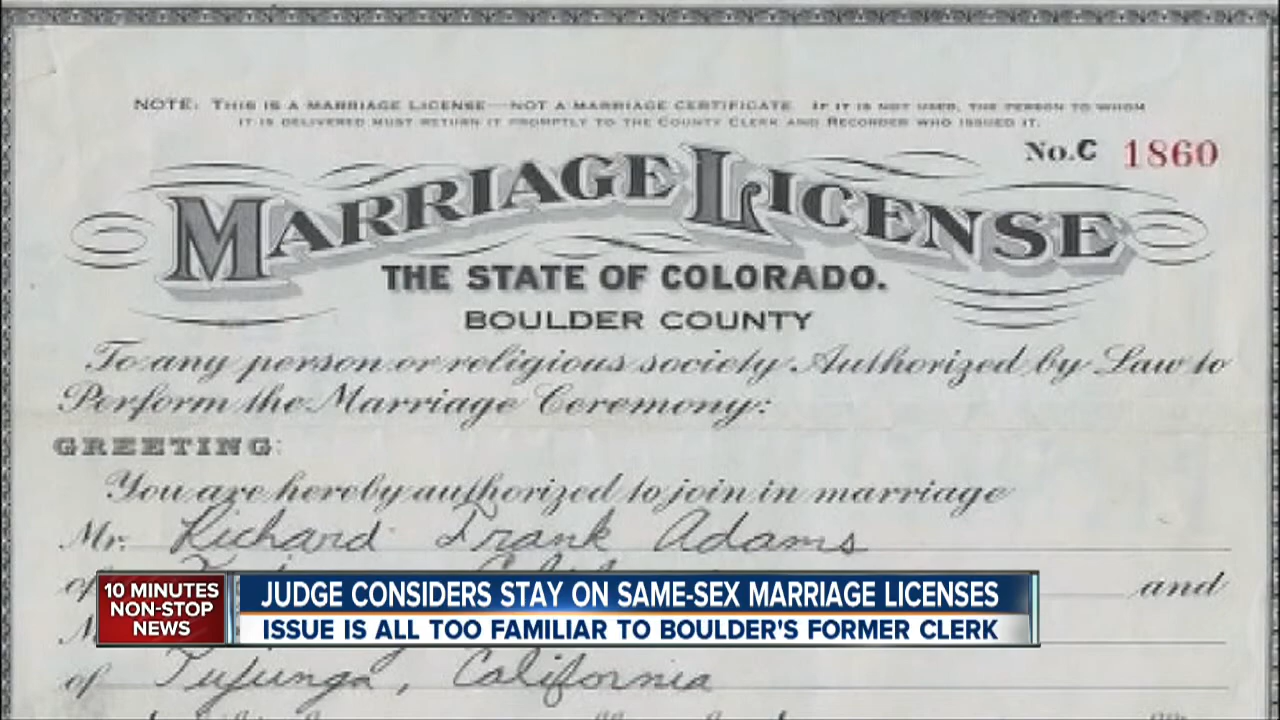 NOTE: THIS IS A MARRIAGE LICENSE—NOT A MARRIAGE CERTIFICATE. IF IT IS NOT USED, THE PERSON TO WHOM
IT IS DELIVERED MUST RETURN IT PROMPTLY TO THE COUNTY CLERK AND RECORDER WHO ISSUED IT.
No. C 1860
MARRIAGE LICENSE
THE STATE OF COLORADO.
BOULDER COUNTY
To any person or religious society Authorized by Law to
Perform the Marriage Ceremony:
GREETING:
You are hereby authorized to join in marriage
Mr. Richard Frank Adams
of and
of Tujunga, California
10 MINUTES
NON-STOP
NEWS
JUDGE CONSIDERS STAY ON SAME-SEX MARRIAGE LICENSES
ISSUE IS ALL TOO FAMILIAR TO BOULDER'S FORMER CLERK